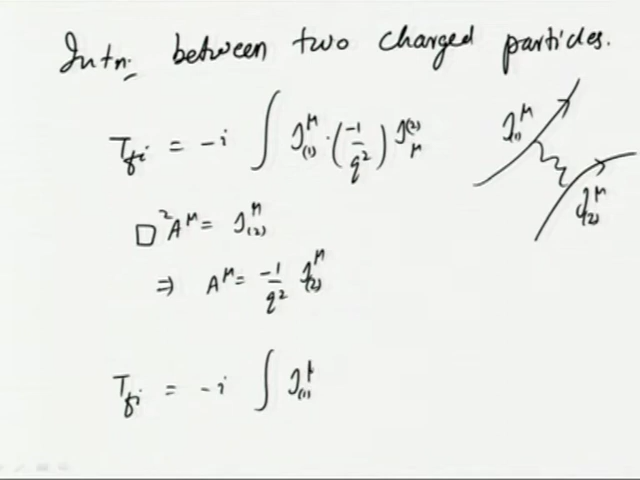 Intn. between two charged particles.
T_fi = -i ∫ J^μ_(1) · (-1/q²) J^(2)_μ
J^μ_(1)
J^μ_(2)
□² A^μ = J^μ_(2)
⇒ A^μ = -1/q² J^μ_(2)
T_fi = -i ∫ J^μ_(1)